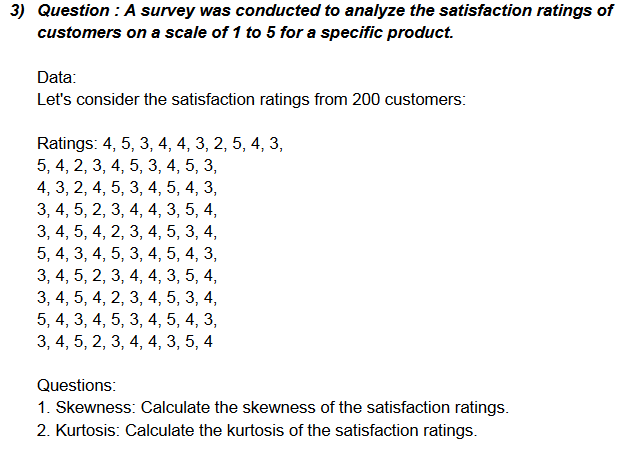 3) Question : A survey was conducted to analyze the satisfaction ratings of
customers on a scale of 1 to 5 for a specific product.
Data:
Let's consider the satisfaction ratings from 200 customers:
Ratings: 4, 5, 3, 4, 4, 3, 2, 5, 4, 3,
5, 4, 2, 3, 4, 5, 3, 4, 5, 3,
4, 3, 2, 4, 5, 3, 4, 5, 4, 3,
3, 4, 5, 2, 3, 4, 4, 3, 5, 4,
3, 4, 5, 4, 2, 3, 4, 5, 3, 4,
5, 4, 3, 4, 5, 3, 4, 5, 4, 3,
3, 4, 5, 2, 3, 4, 4, 3, 5, 4,
3, 4, 5, 4, 2, 3, 4, 5, 3, 4,
5, 4, 3, 4, 5, 3, 4, 5, 4, 3,
3, 4, 5, 2, 3, 4, 4, 3, 5, 4
Questions:
1. Skewness: Calculate the skewness of the satisfaction ratings.
2. Kurtosis: Calculate the kurtosis of the satisfaction ratings.